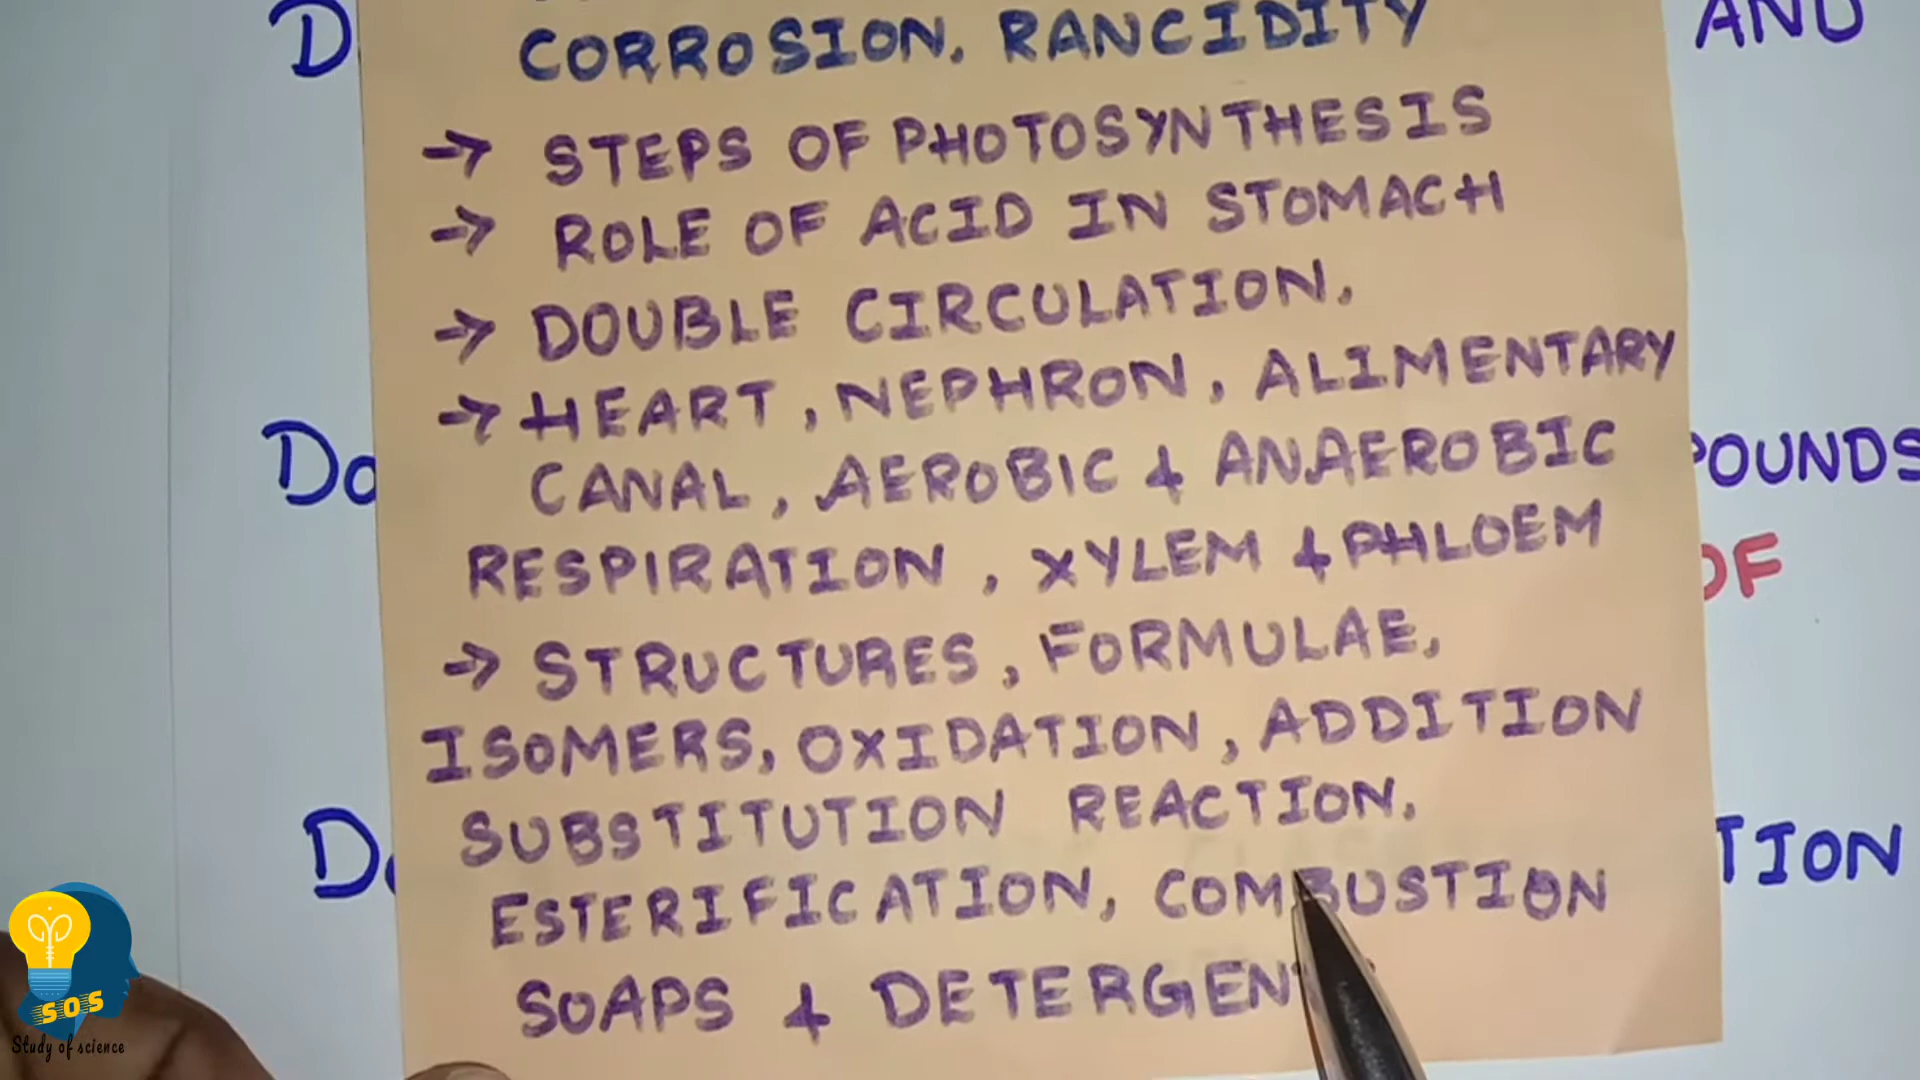 D AND
CORROSION. RANCIDITY
→ STEPS OF PHOTOSYNTHESIS
→ ROLE OF ACID IN STOMACH
→ DOUBLE CIRCULATION.
→ HEART, NEPHRON, ALIMENTARY
CANAL, AEROBIC & ANAEROBIC
DO POUNDS
RESPIRATION, XYLEM & PHLOEM
OF
→ STRUCTURES, FORMULAE,
ISOMERS, OXIDATION, ADDITION
SUBSTITUTION REACTION.
D TION
ESTERIFICATION, COMBUSTION
SOAPS & DETERGEN
SOS
Study of science